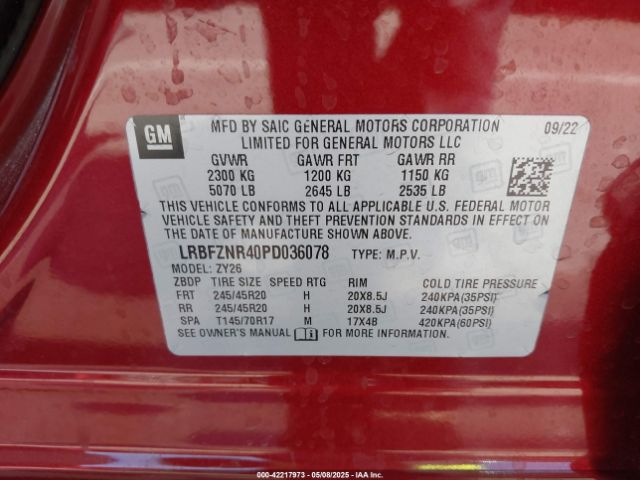 GM
MFD BY SAIC GENERAL MOTORS CORPORATION 09/22
LIMITED FOR GENERAL MOTORS LLC
GVWR GAWR FRT GAWR RR
2300 KG 1200 KG 1150 KG
5070 LB 2645 LB 2535 LB
THIS VEHICLE CONFORMS TO ALL APPLICABLE U.S. FEDERAL MOTOR
VEHICLE SAFETY AND THEFT PREVENTION STANDARDS IN EFFECT ON
THE DATE OF MANUFACTURE SHOWN ABOVE.
LRBFZNR40PD036078 TYPE: M.P.V.
MODEL: ZY26
ZBDP TIRE SIZE SPEED RTG RIM COLD TIRE PRESSURE
FRT 245/45R20 H 20X8.5J 240KPA(35PSI)
RR 245/45R20 H 20X8.5J 240KPA(35PSI)
SPA T145/70R17 M 17X4B 420KPA(60PSI)
SEE OWNER'S MANUAL i FOR MORE INFORMATION.
000-42217973 - 05/08/2025 - IAA Inc.